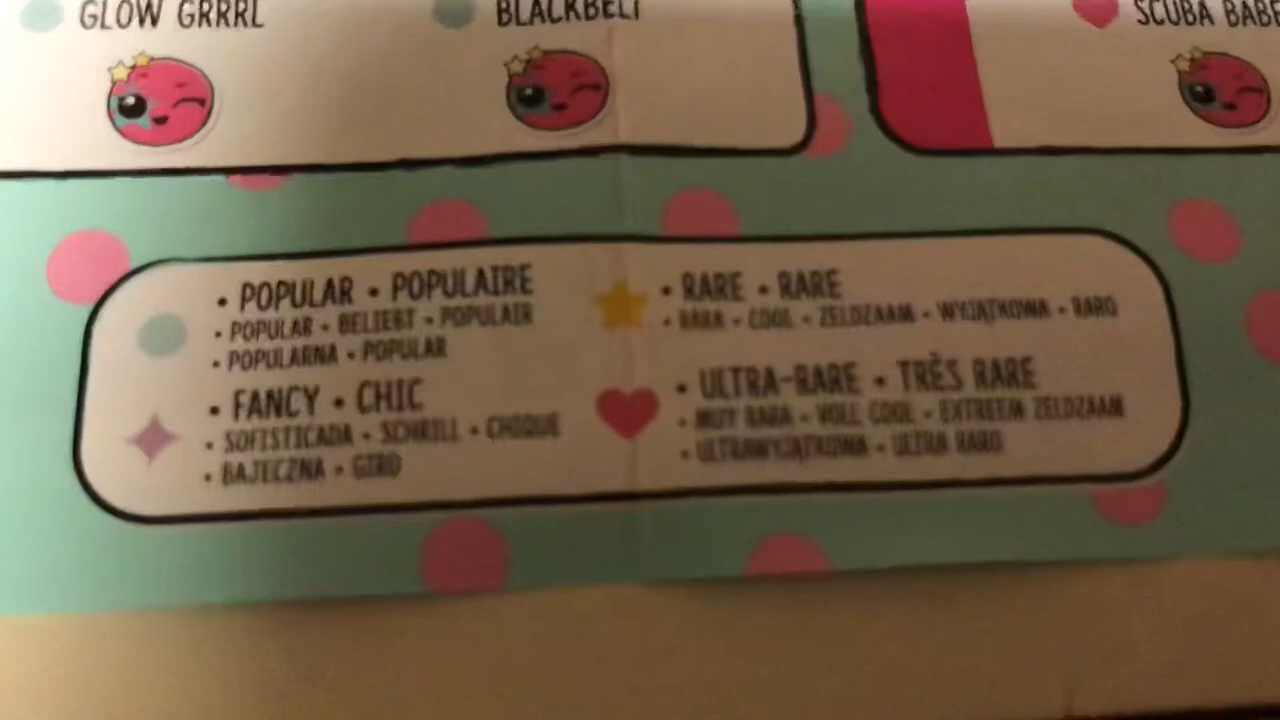 GLOW GRRRL
BLACKBELT
SCUBA BABE
• POPULAR • POPULAIRE
• POPULAR • BELIEBT • POPULAIR
• POPULARNA • POPULAR
• FANCY • CHIC
• SOFISTICADA • SCHRILL • CHIQUE
• BAJECZNA • GIRO
• RARE • RARE
• RARA • COOL • ZELDZAAM • WYJĄTKOWA • RARO
• ULTRA-RARE • TRÈS RARE
• MUY RARA • VOLL COOL • EXTREEM ZELDZAAM
• ULTRAWYJĄTKOWA • ULTRA RARO